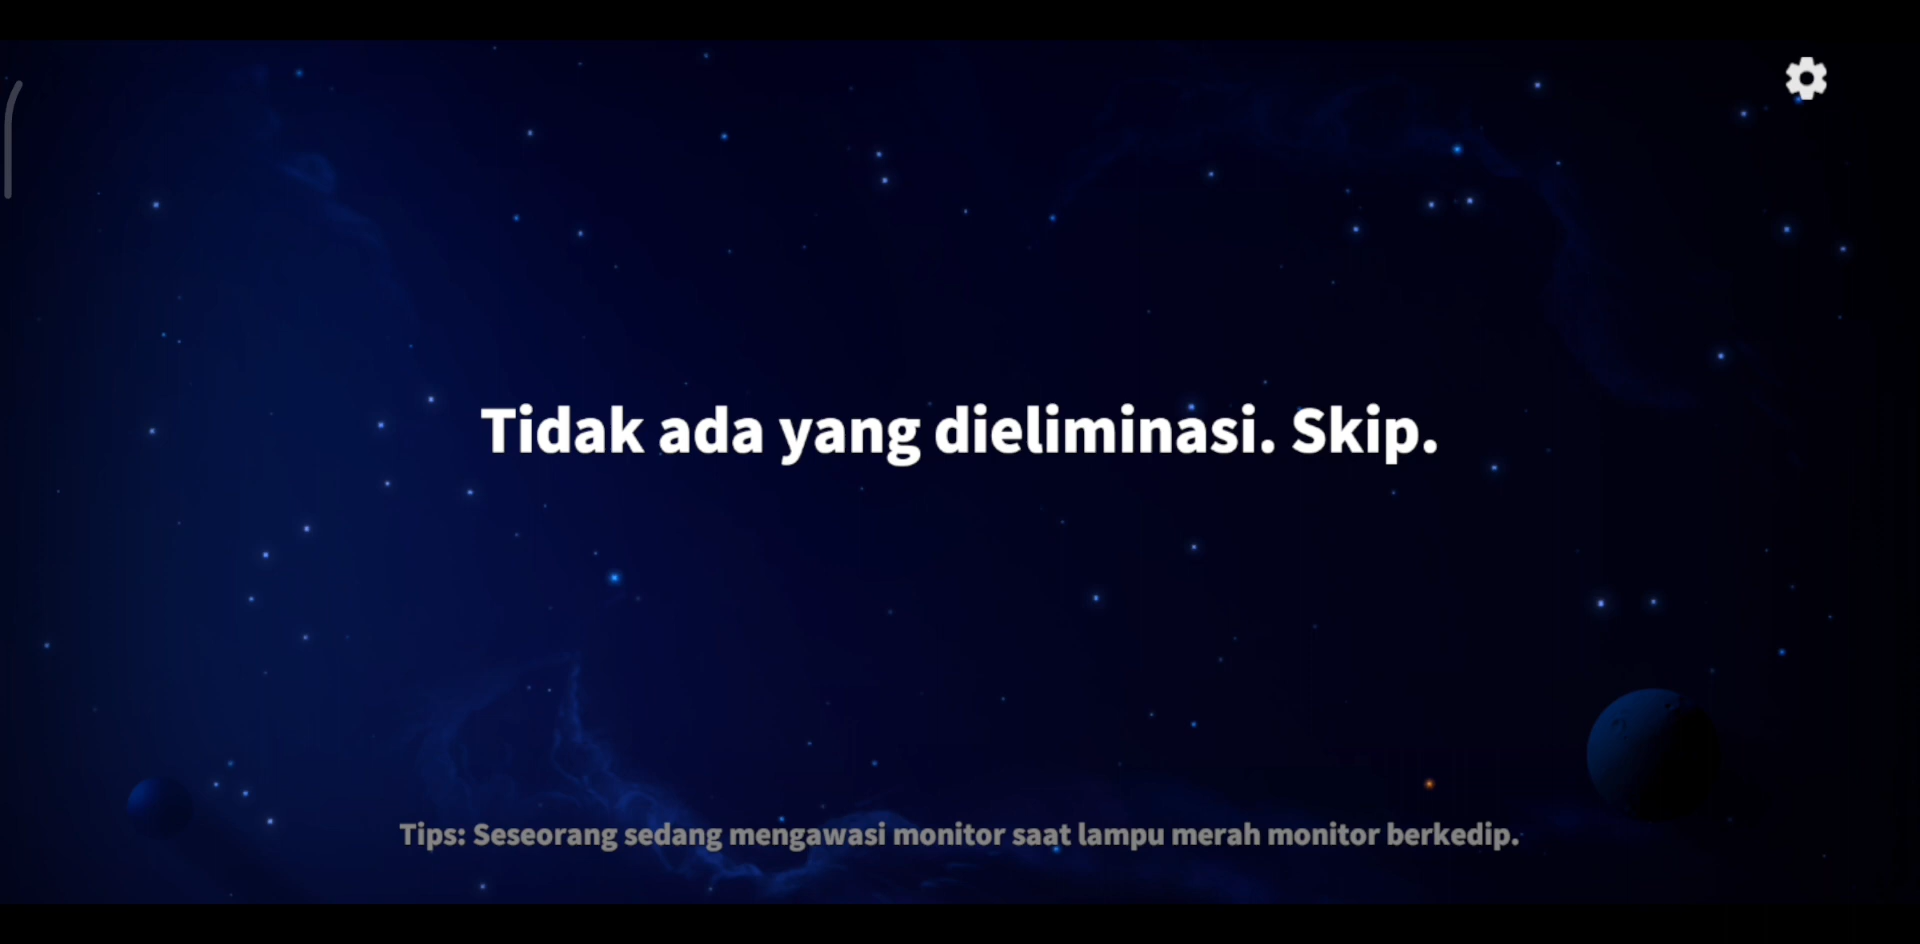 Tidak ada yang dieliminasi. Skip.
Tips: Seseorang sedang mengawasi monitor saat lampu merah monitor berkedip.